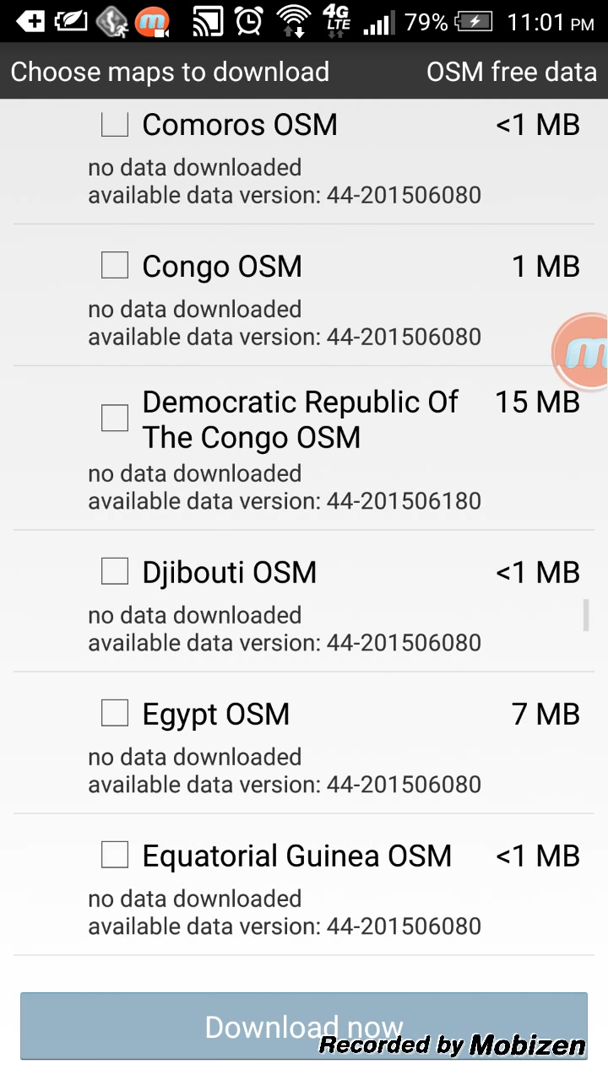 4G
LTE
79%
11:01 PM
Choose maps to download
OSM free data
Comoros OSM
<1 MB
no data downloaded
available data version: 44-201506080
Congo OSM
1 MB
no data downloaded
available data version: 44-201506080
m
Democratic Republic Of
15 MB
The Congo OSM
no data downloaded
available data version: 44-201506180
Djibouti OSM
<1 MB
no data downloaded
available data version: 44-201506080
Egypt OSM
7 MB
no data downloaded
available data version: 44-201506080
Equatorial Guinea OSM
<1 MB
no data downloaded
available data version: 44-201506080
Download now
Recorded by Mobizen